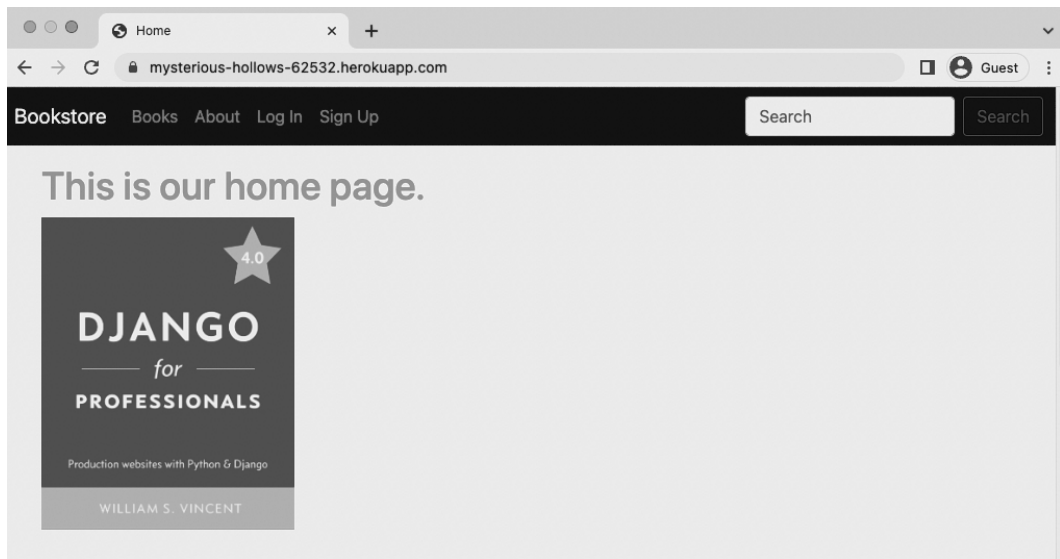 Home
mysterious-hollows-62532.herokuapp.com
Guest
Bookstore Books About Log In Sign Up Search Search
This is our home page.
4.0
DJANGO
for
PROFESSIONALS
Production websites with Python & Django
WILLIAM S. VINCENT